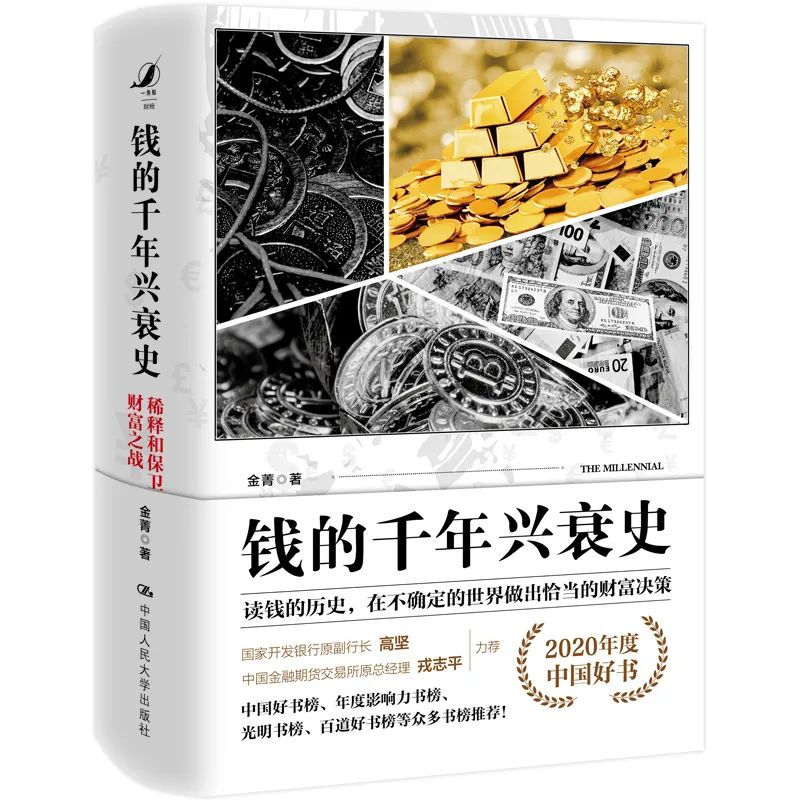 一角鲸
财经
钱的千年兴衰史
稀释和保卫
财富之战
金菁◎著
中国人民大学出版社
100
20 EURO
金菁◎著
THE MILLENNIAL
钱的千年兴衰史
读钱的历史，在不确定的世界做出恰当的财富决策
国家开发银行原副行长 高坚
中国金融期货交易所原总经理 戎志平
力荐
2020年度
中国好书
中国好书榜、年度影响力书榜、
光明书榜、百道好书榜等众多书榜推荐！